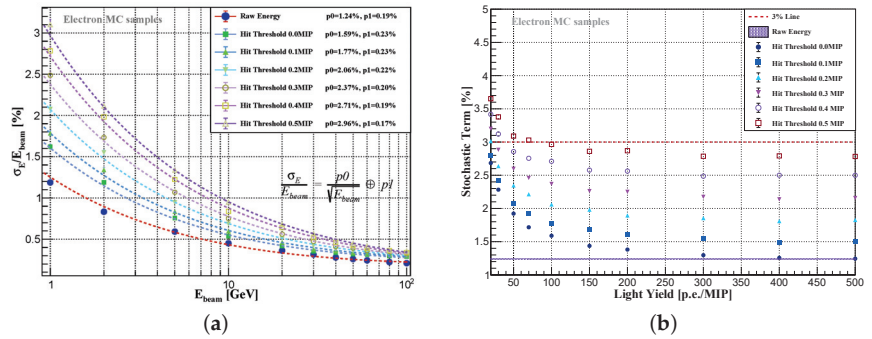 Electron MC samples
Raw Energy p0=1.24%, p1=0.19%
Hit Threshold 0.0MIP p0=1.59%, p1=0.23%
Hit Threshold 0.1MIP p0=1.77%, p1=0.23%
Hit Threshold 0.2MIP p0=2.06%, p1=0.22%
Hit Threshold 0.3MIP p0=2.37%, p1=0.20%
Hit Threshold 0.4MIP p0=2.71%, p1=0.19%
Hit Threshold 0.5MIP p0=2.96%, p1=0.17%
σE/Ebeam [%]
3
2.5
2
1.5
1
0.5
σE/Ebeam = p0/√Ebeam ⊕ p1
1 10 10²
Ebeam [GeV]
(a)
Electron MC samples
3% Line
Raw Energy
Hit Threshold 0.0MIP
Hit Threshold 0.1MIP
Hit Threshold 0.2MIP
Hit Threshold 0.3 MIP
Hit Threshold 0.4 MIP
Hit Threshold 0.5 MIP
Stochastic Term [%]
5
4.5
4
3.5
3
2.5
2
1.5
1
50 100 150 200 250 300 350 400 450 500
Light Yield [p.e./MIP]
(b)